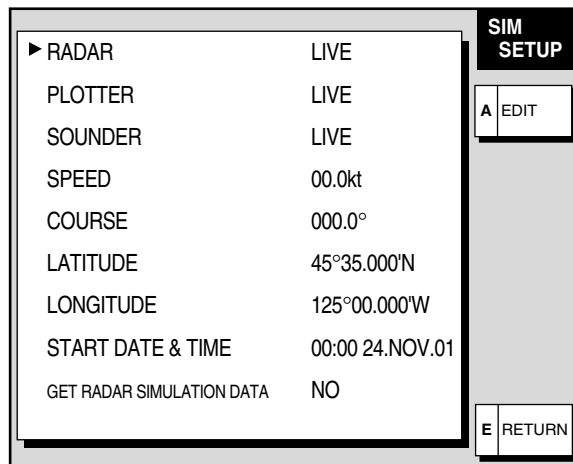 SIM
SETUP
▶ RADAR LIVE
PLOTTER LIVE
SOUNDER LIVE
SPEED 00.0kt
COURSE 000.0°
LATITUDE 45°35.000'N
LONGITUDE 125°00.000'W
START DATE & TIME 00:00 24.NOV.01
GET RADAR SIMULATION DATA NO
A EDIT
E RETURN